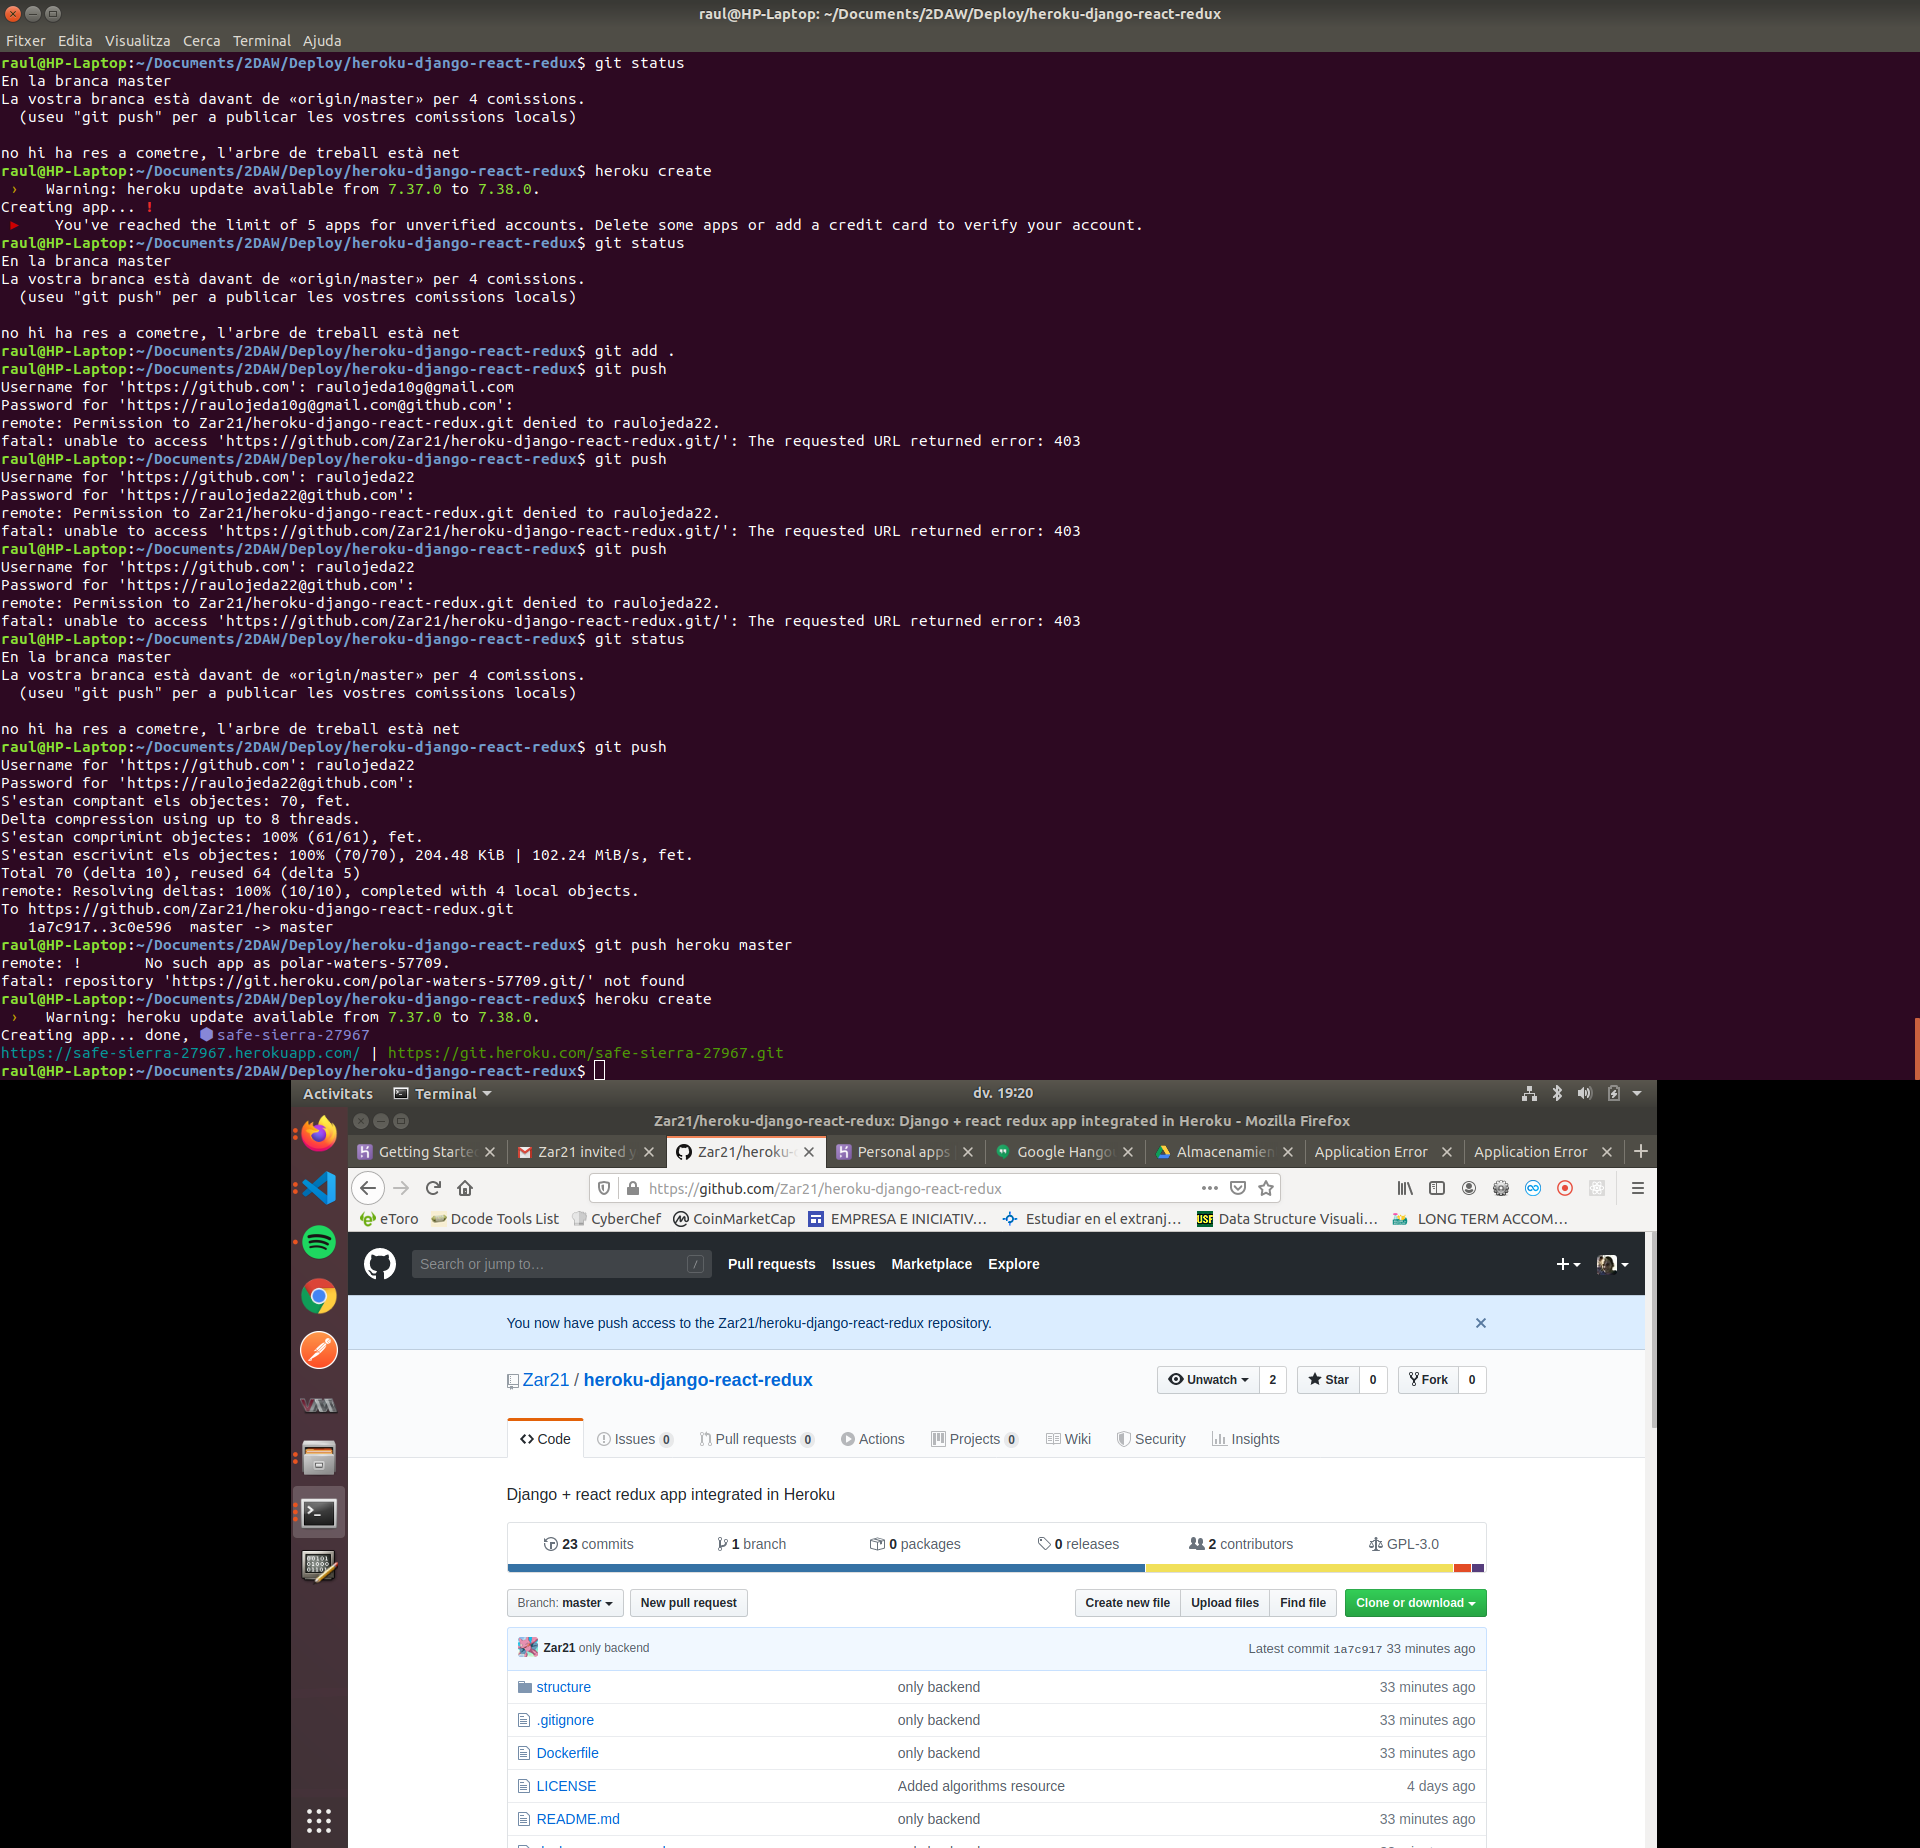 raul@HP-Laptop: ~/Documents/2DAW/Deploy/heroku-django-react-redux
Fitxer Edita Visualitza Cerca Terminal Ajuda
raul@HP-Laptop:~/Documents/2DAW/Deploy/heroku-django-react-redux$ git status
En la branca master
La vostra branca està davant de «origin/master» per 4 comissions.
  (useu "git push" per a publicar les vostres comissions locals)

no hi ha res a cometre, l'arbre de treball està net
raul@HP-Laptop:~/Documents/2DAW/Deploy/heroku-django-react-redux$ heroku create
 ›   Warning: heroku update available from 7.37.0 to 7.38.0.
Creating app... !
 ▸    You've reached the limit of 5 apps for unverified accounts. Delete some apps or add a credit card to verify your account.
raul@HP-Laptop:~/Documents/2DAW/Deploy/heroku-django-react-redux$ git status
En la branca master
La vostra branca està davant de «origin/master» per 4 comissions.
  (useu "git push" per a publicar les vostres comissions locals)

no hi ha res a cometre, l'arbre de treball està net
raul@HP-Laptop:~/Documents/2DAW/Deploy/heroku-django-react-redux$ git add .
raul@HP-Laptop:~/Documents/2DAW/Deploy/heroku-django-react-redux$ git push
Username for 'https://github.com': raulojeda10g@gmail.com
Password for 'https://raulojeda10g@gmail.com@github.com':
remote: Permission to Zar21/heroku-django-react-redux.git denied to raulojeda22.
fatal: unable to access 'https://github.com/Zar21/heroku-django-react-redux.git/': The requested URL returned error: 403
raul@HP-Laptop:~/Documents/2DAW/Deploy/heroku-django-react-redux$ git push
Username for 'https://github.com': raulojeda22
Password for 'https://raulojeda22@github.com':
remote: Permission to Zar21/heroku-django-react-redux.git denied to raulojeda22.
fatal: unable to access 'https://github.com/Zar21/heroku-django-react-redux.git/': The requested URL returned error: 403
raul@HP-Laptop:~/Documents/2DAW/Deploy/heroku-django-react-redux$ git push
Username for 'https://github.com': raulojeda22
Password for 'https://raulojeda22@github.com':
remote: Permission to Zar21/heroku-django-react-redux.git denied to raulojeda22.
fatal: unable to access 'https://github.com/Zar21/heroku-django-react-redux.git/': The requested URL returned error: 403
raul@HP-Laptop:~/Documents/2DAW/Deploy/heroku-django-react-redux$ git status
En la branca master
La vostra branca està davant de «origin/master» per 4 comissions.
  (useu "git push" per a publicar les vostres comissions locals)

no hi ha res a cometre, l'arbre de treball està net
raul@HP-Laptop:~/Documents/2DAW/Deploy/heroku-django-react-redux$ git push
Username for 'https://github.com': raulojeda22
Password for 'https://raulojeda22@github.com':
S'estan comptant els objectes: 70, fet.
Delta compression using up to 8 threads.
S'estan comprimint objectes: 100% (61/61), fet.
S'estan escrivint els objectes: 100% (70/70), 204.48 KiB | 102.24 MiB/s, fet.
Total 70 (delta 10), reused 64 (delta 5)
remote: Resolving deltas: 100% (10/10), completed with 4 local objects.
To https://github.com/Zar21/heroku-django-react-redux.git
   1a7c917..3c0e596  master -> master
raul@HP-Laptop:~/Documents/2DAW/Deploy/heroku-django-react-redux$ git push heroku master
remote: !       No such app as polar-waters-57709.
fatal: repository 'https://git.heroku.com/polar-waters-57709.git/' not found
raul@HP-Laptop:~/Documents/2DAW/Deploy/heroku-django-react-redux$ heroku create
 ›   Warning: heroku update available from 7.37.0 to 7.38.0.
Creating app... done, ⬢ safe-sierra-27967
https://safe-sierra-27967.herokuapp.com/ | https://git.heroku.com/safe-sierra-27967.git
raul@HP-Laptop:~/Documents/2DAW/Deploy/heroku-django-react-redux$
Activitats Terminal dv. 19:20
Zar21/heroku-django-react-redux: Django + react redux app integrated in Heroku - Mozilla Firefox
Getting Starte Zar21 invited y Zar21/heroku- Personal apps Google Hango Almacenamien Application Error Application Error
https://github.com/Zar21/heroku-django-react-redux
eToro Dcode Tools List CyberChef CoinMarketCap EMPRESA E INICIATIV… Estudiar en el extranj… Data Structure Visuali… LONG TERM ACCOM…
Search or jump to… / Pull requests Issues Marketplace Explore
You now have push access to the Zar21/heroku-django-react-redux repository.
Zar21 / heroku-django-react-redux Unwatch 2 Star 0 Fork 0
Code Issues 0 Pull requests 0 Actions Projects 0 Wiki Security Insights
Django + react redux app integrated in Heroku
23 commits 1 branch 0 packages 0 releases 2 contributors GPL-3.0
Branch: master New pull request Create new file Upload files Find file Clone or download
Zar21 only backend Latest commit 1a7c917 33 minutes ago
structure only backend 33 minutes ago
.gitignore only backend 33 minutes ago
Dockerfile only backend 33 minutes ago
LICENSE Added algorithms resource 4 days ago
README.md only backend 33 minutes ago